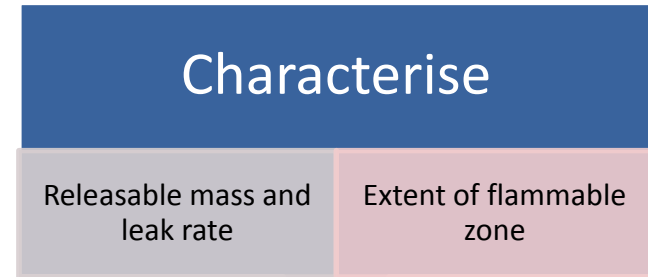 Characterise
Releasable mass and
leak rate
Extent of flammable
zone